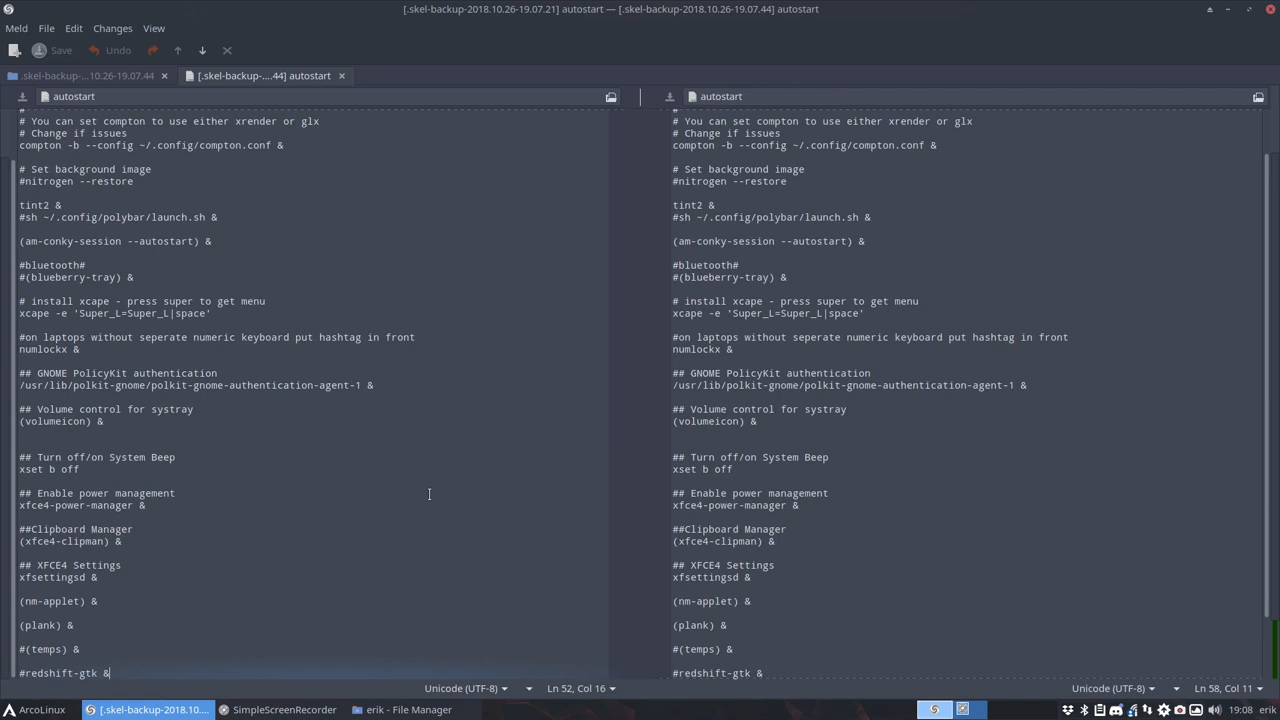 [.skel-backup-2018.10.26-19.07.21] autostart — [.skel-backup-2018.10.26-19.07.44] autostart
Meld File Edit Changes View
Save Undo
.skel-backup-...10.26-19.07.44 [.skel-backup-....44] autostart
autostart
#
# You can set compton to use either xrender or glx
# Change if issues
compton -b --config ~/.config/compton.conf &
# Set background image
#nitrogen --restore
tint2 &
#sh ~/.config/polybar/launch.sh &
(am-conky-session --autostart) &
#bluetooth#
#(blueberry-tray) &
# install xcape - press super to get menu
xcape -e 'Super_L=Super_L|space'
#on laptops without seperate numeric keyboard put hashtag in front
numlockx &
## GNOME PolicyKit authentication
/usr/lib/polkit-gnome/polkit-gnome-authentication-agent-1 &
## Volume control for systray
(volumeicon) &
## Turn off/on System Beep
xset b off
## Enable power management
xfce4-power-manager &
##Clipboard Manager
(xfce4-clipman) &
## XFCE4 Settings
xfsettingsd &
(nm-applet) &
(plank) &
#(temps) &
#redshift-gtk &
Unicode (UTF-8) Ln 52, Col 16
autostart
#
# You can set compton to use either xrender or glx
# Change if issues
compton -b --config ~/.config/compton.conf &
# Set background image
#nitrogen --restore
tint2 &
#sh ~/.config/polybar/launch.sh &
(am-conky-session --autostart) &
#bluetooth#
#(blueberry-tray) &
# install xcape - press super to get menu
xcape -e 'Super_L=Super_L|space'
#on laptops without seperate numeric keyboard put hashtag in front
numlockx &
## GNOME PolicyKit authentication
/usr/lib/polkit-gnome/polkit-gnome-authentication-agent-1 &
## Volume control for systray
(volumeicon) &
## Turn off/on System Beep
xset b off
## Enable power management
xfce4-power-manager &
##Clipboard Manager
(xfce4-clipman) &
## XFCE4 Settings
xfsettingsd &
(nm-applet) &
(plank) &
#(temps) &
#redshift-gtk &
Unicode (UTF-8) Ln 58, Col 11
ArcoLinux [.skel-backup-2018.10.... SimpleScreenRecorder erik - File Manager 19:08 erik